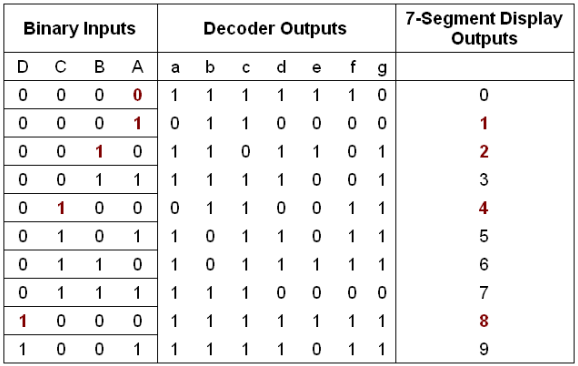 Binary Inputs Decoder Outputs 7-Segment Display Outputs
D C B A a b c d e f g
0 0 0 0 1 1 1 1 1 1 0 0
0 0 0 1 0 1 1 0 0 0 0 1
0 0 1 0 1 1 0 1 1 0 1 2
0 0 1 1 1 1 1 1 0 0 1 3
0 1 0 0 0 1 1 0 0 1 1 4
0 1 0 1 1 0 1 1 0 1 1 5
0 1 1 0 1 0 1 1 1 1 1 6
0 1 1 1 1 1 1 0 0 0 0 7
1 0 0 0 1 1 1 1 1 1 1 8
1 0 0 1 1 1 1 1 0 1 1 9